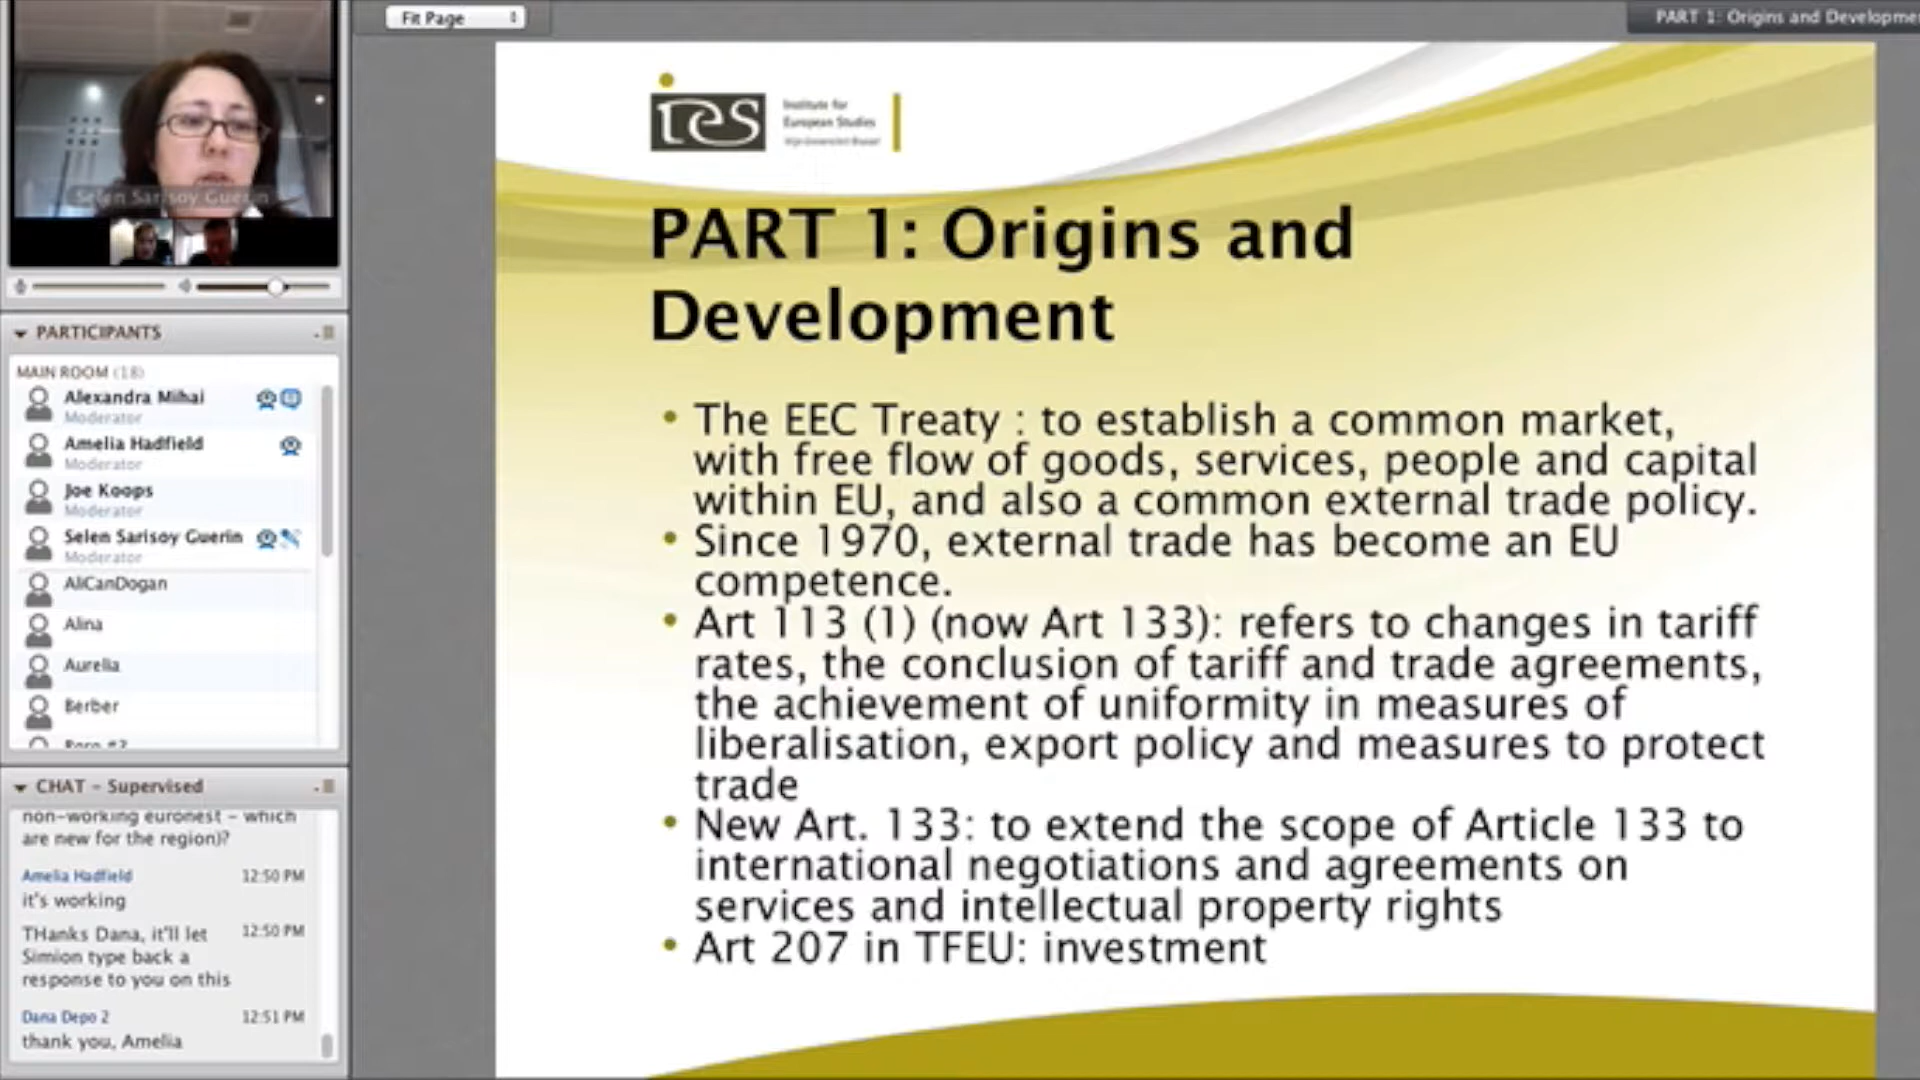 Fit Page
PART 1: Origins and Developme
Institute for
European Studies
ies
Selen Sarisoy Guerin
PART 1: Origins and
Development
• The EEC Treaty : to establish a common market,
with free flow of goods, services, people and capital
within EU, and also a common external trade policy.
• Since 1970, external trade has become an EU
competence.
• Art 113 (1) (now Art 133): refers to changes in tariff
rates, the conclusion of tariff and trade agreements,
the achievement of uniformity in measures of
liberalisation, export policy and measures to protect
trade
• New Art. 133: to extend the scope of Article 133 to
international negotiations and agreements on
services and intellectual property rights
• Art 207 in TFEU: investment
PARTICIPANTS
MAIN ROOM (18)
Alexandra Mihai
Moderator
Amelia Hadfield
Moderator
Joe Koops
Moderator
Selen Sarisoy Guerin
Moderator
AliCanDogan
Alina
Aurelia
Berber
CHAT - Supervised
non-working euronest - which
are new for the region)?
Amelia Hadfield 12:50 PM
it's working
THanks Dana, it'll let 12:50 PM
Simion type back a
response to you on this
Dana Depo 2 12:51 PM
thank you, Amelia